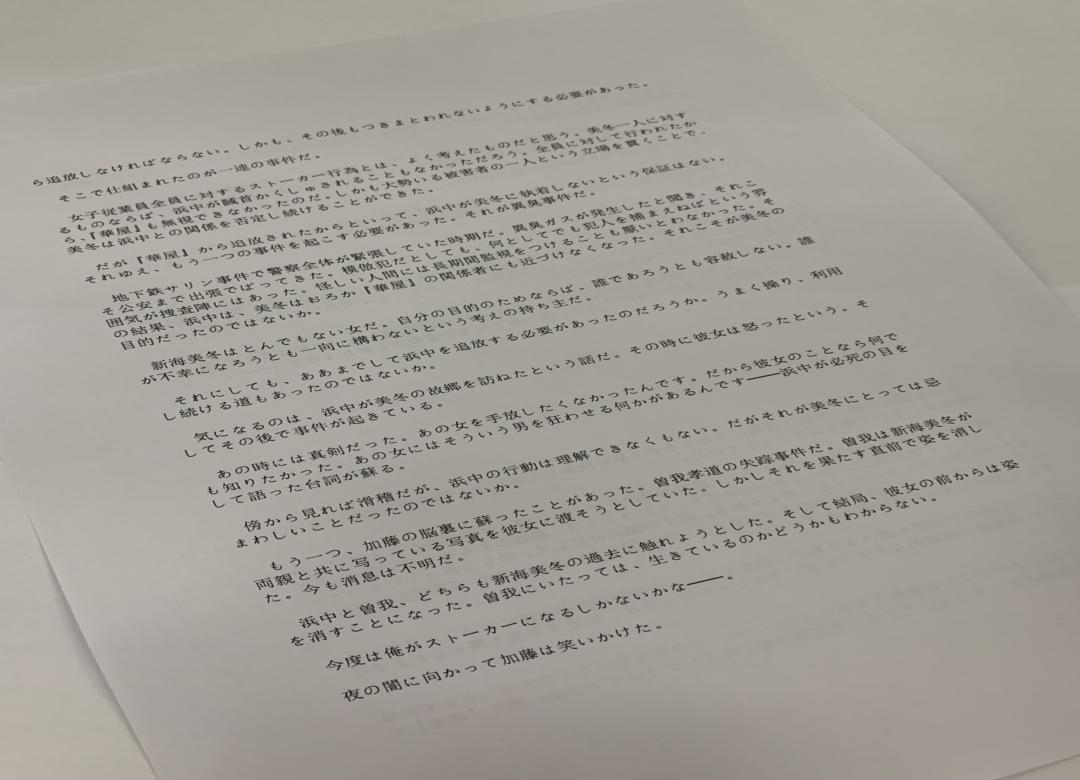 ら追放しなければならない。しかも、その後もつきまとわれないようにする必要があった。
そこで仕組まれたのが一連の事件だ。
女子従業員全員に対するストーカー行為とは、よく考えたものだと思う。美冬一人に対す
るものならば、浜中が馘首かくしゅされることもなかっただろう。全員に対して行われたか
ら、『華屋』も無視できなかったのだ。しかも大勢いる被害者の一人という立場を貫くことで、
美冬は浜中との関係を否定し続けることができた。
だが『華屋』から追放されたからといって、浜中が美冬に執着しないという保証はない。
それゆえ、もう一つの事件を起こす必要があった。それが異臭事件だ。
地下鉄サリン事件で警察全体が緊張していた時期だ。異臭ガスが発生したと聞き、それこ
そ公安まで出張でばってきた。模倣犯だとしても、何としてでも犯人を捕まえねばという雰
囲気が捜査陣にはあった。怪しい人間には長期間監視をつけることも厭いとわなかった。そ
の結果、浜中は、美冬はおろか『華屋』の関係者にも近づけなくなった。それこそが美冬の
目的だったのではないか。
新海美冬はとんでもない女だ。自分の目的のためならば、誰であろうとも容赦しない。誰
が不幸になろうとも一向に構わないという考えの持ち主だ。
それにしても、ああまでして浜中を追放する必要があったのだろうか。うまく操り、利用
し続ける道もあったのではないか。
気になるのは、浜中が美冬の故郷を訪ねたという話だ。その時に彼女は怒ったという。そ
してその後で事件が起きている。
あの時には真剣だった。あの女を手放したくなかったんです。だから彼女のことなら何で
も知りたかった。あの女にはそういう男を狂わせる何かがあるんです――浜中が必死の目を
して語った台詞が蘇る。
傍から見れば滑稽だが、浜中の行動は理解できなくもない。だがそれが美冬にとっては忌
まわしいことだったのではないか。
もう一つ、加藤の脳裏に蘇ったことがあった。曽我孝道の失踪事件だ。曽我は新海美冬が
両親と共に写っている写真を彼女に渡そうとしていた。しかしそれを果たす直前で姿を消し
た。今も消息は不明だ。
浜中と曽我、どちらも新海美冬の過去に触れようとした。そして結局、彼女の前からは姿
を消すことになった。曽我にいたっては、生きているのかどうかもわからない。
今度は俺がストーカーになるしかないかな――。
夜の闇に向かって加藤は笑いかけた。